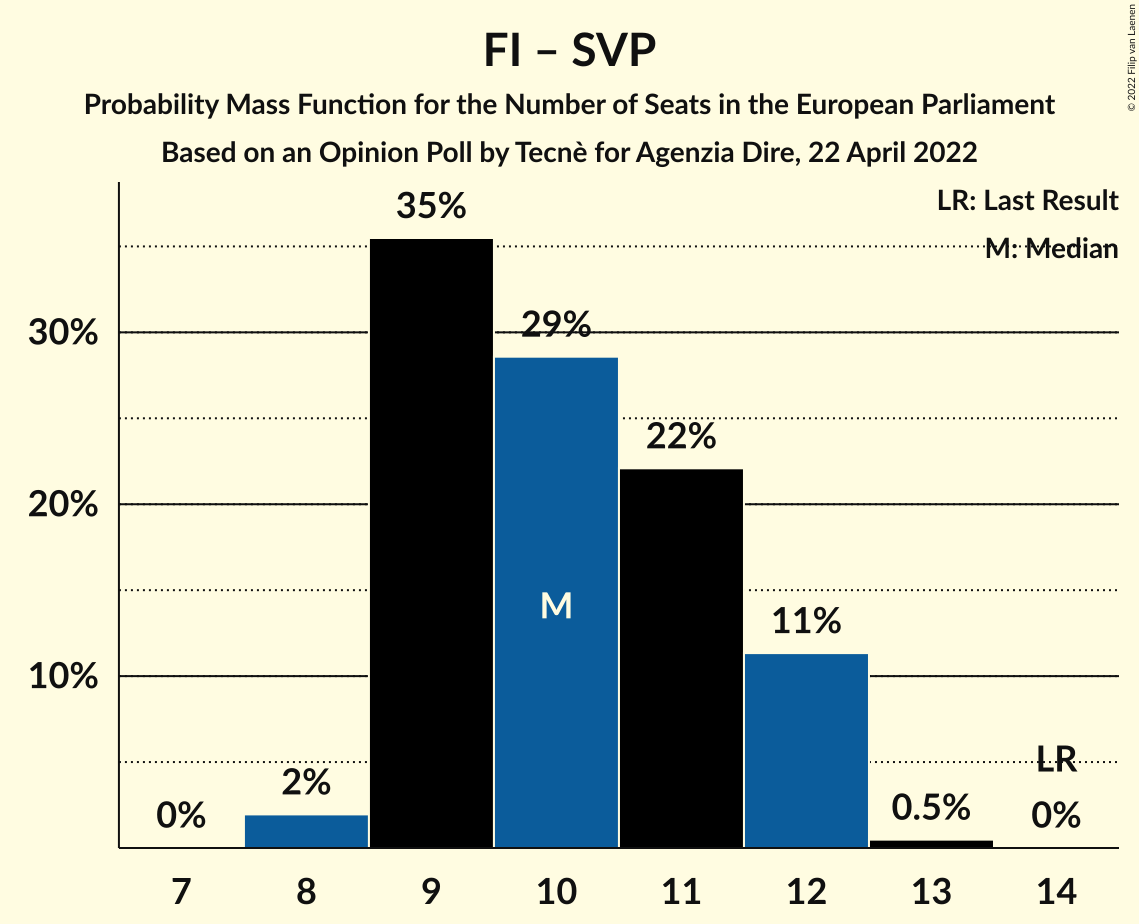 FI – SVP
Probability Mass Function for the Number of Seats in the European Parliament
Based on an Opinion Poll by Tecnè for Agenzia Dire, 22 April 2022
© 2022 Filip van Laenen
LR: Last Result
M: Median
35%
30%
29%
22%
20%
M
11%
10%
LR
2%
0%
0.5%
0%
7 8 9 10 11 12 13 14